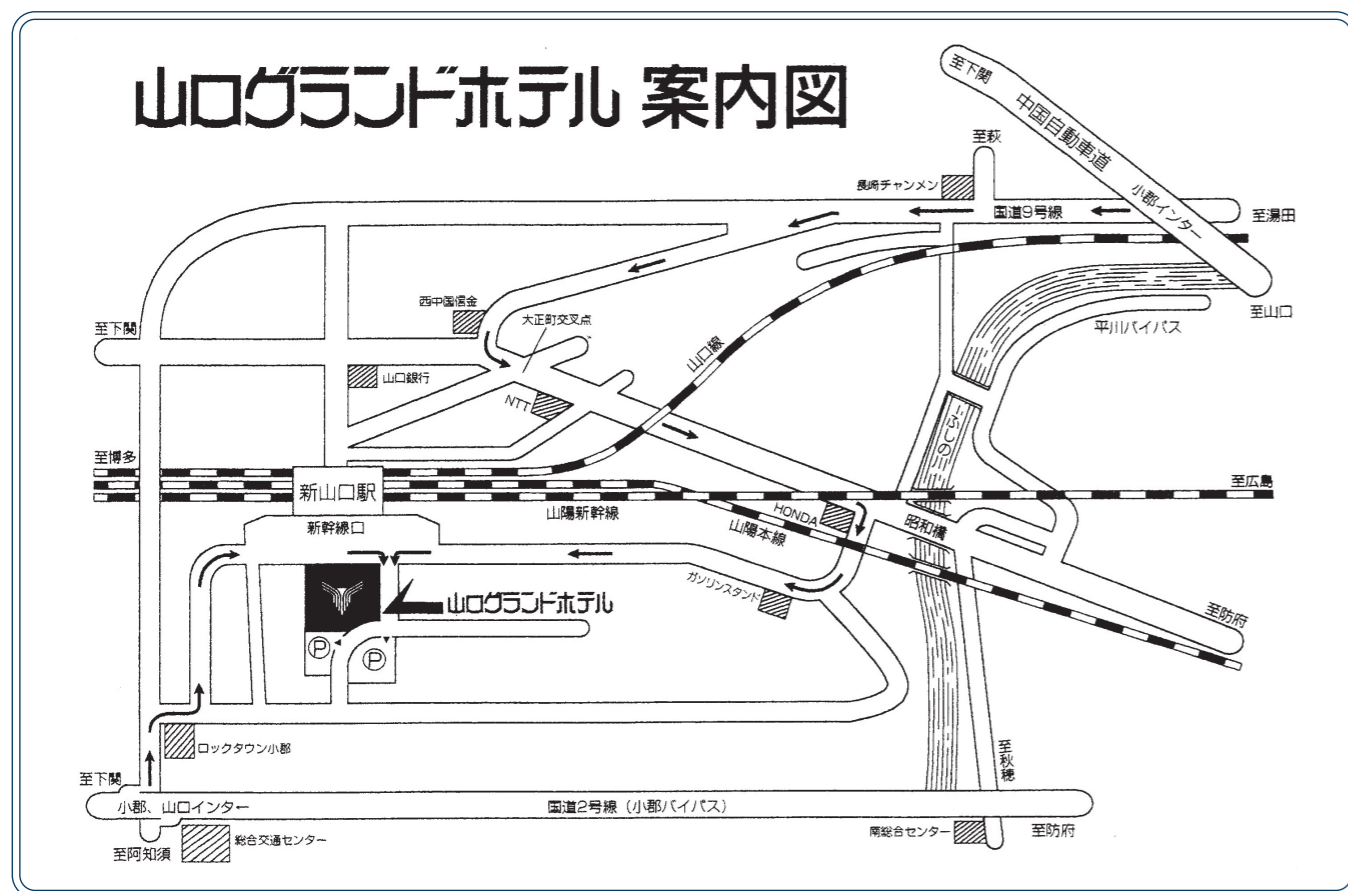 山口グランドホテル 案内図
至下関
中国自動車道
小郡インター
至萩
長崎チャンメン
国道9号線
至湯田
至山口
平川バイパス
西中国信金
大正町交叉点
至下関
山口線
山口銀行
NTT
ふしの川
至博多
新山口駅
至広島
山陽新幹線
HONDA
昭和橋
新幹線口
山陽本線
ガソリンスタンド
山口グランドホテル
至防府
P
P
ロックタウン小郡
至秋穂
至下関
小郡、山口インター
国道2号線(小郡バイパス)
南総合センター
至防府
総合交通センター
至阿知須